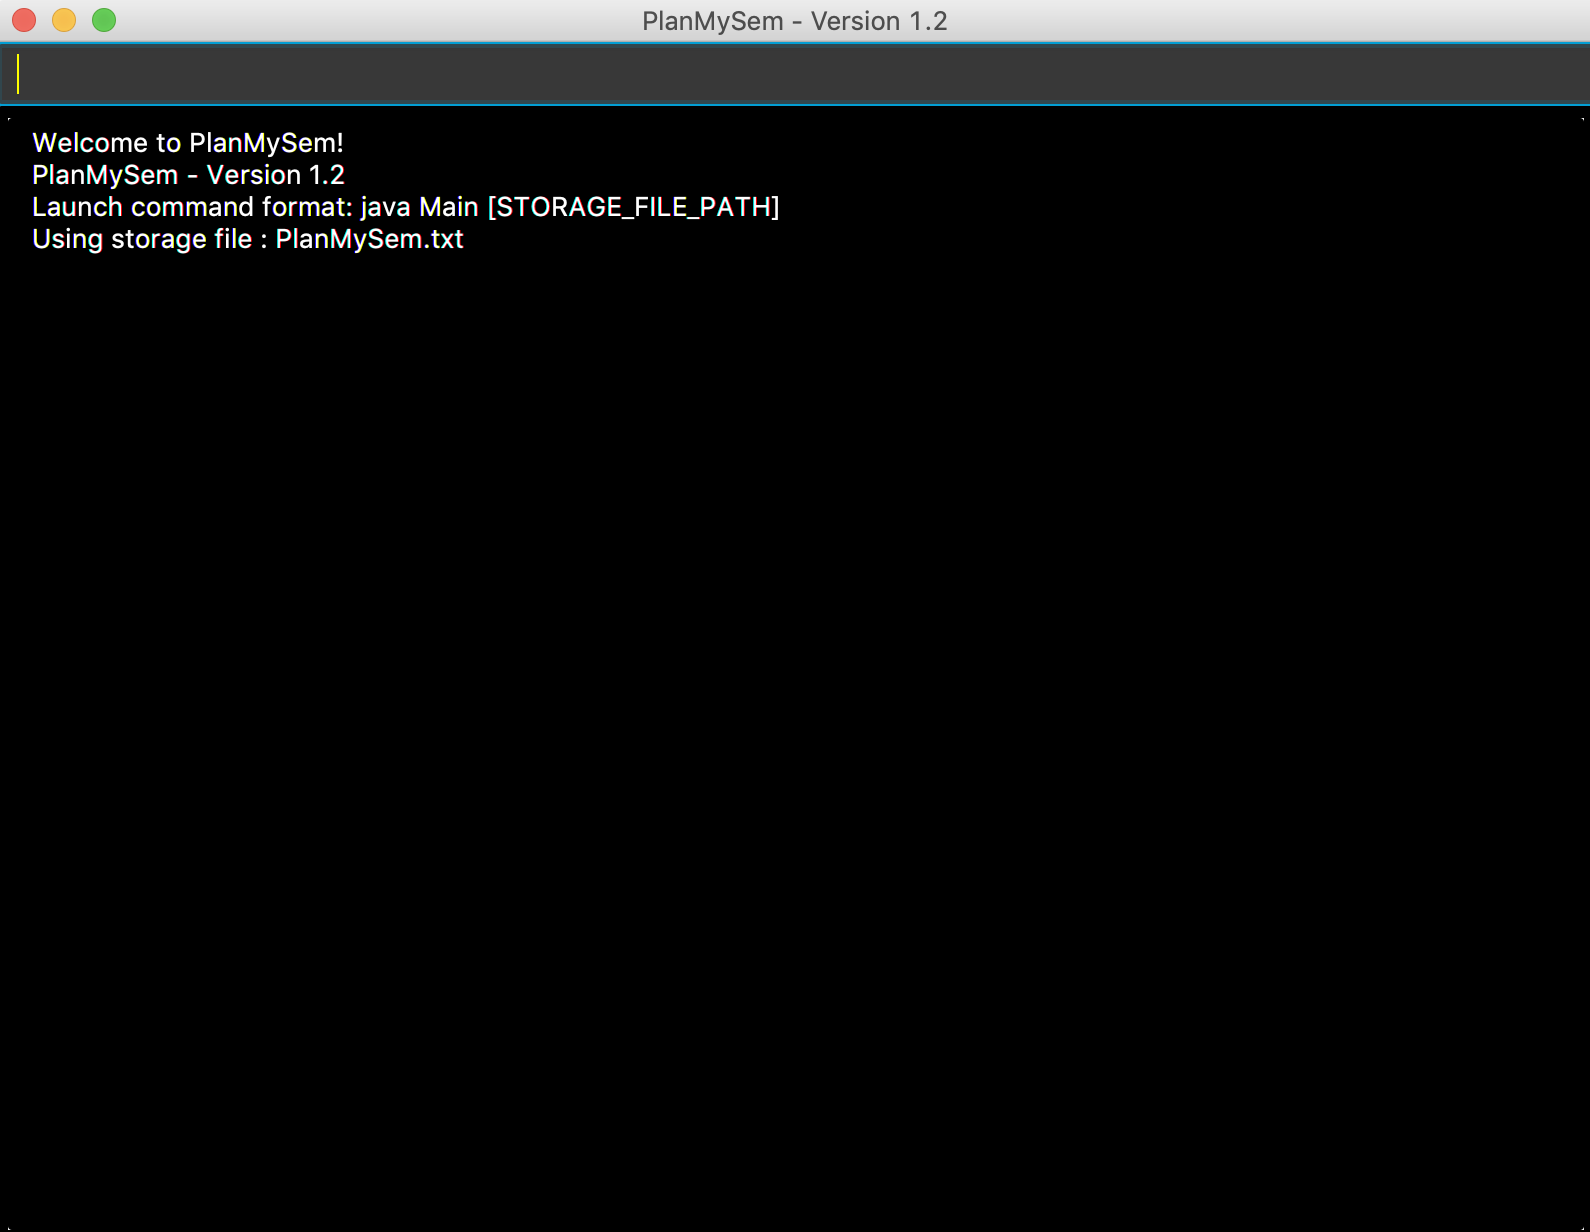 PlanMySem - Version 1.2
Welcome to PlanMySem!
PlanMySem - Version 1.2
Launch command format: java Main [STORAGE_FILE_PATH]
Using storage file : PlanMySem.txt